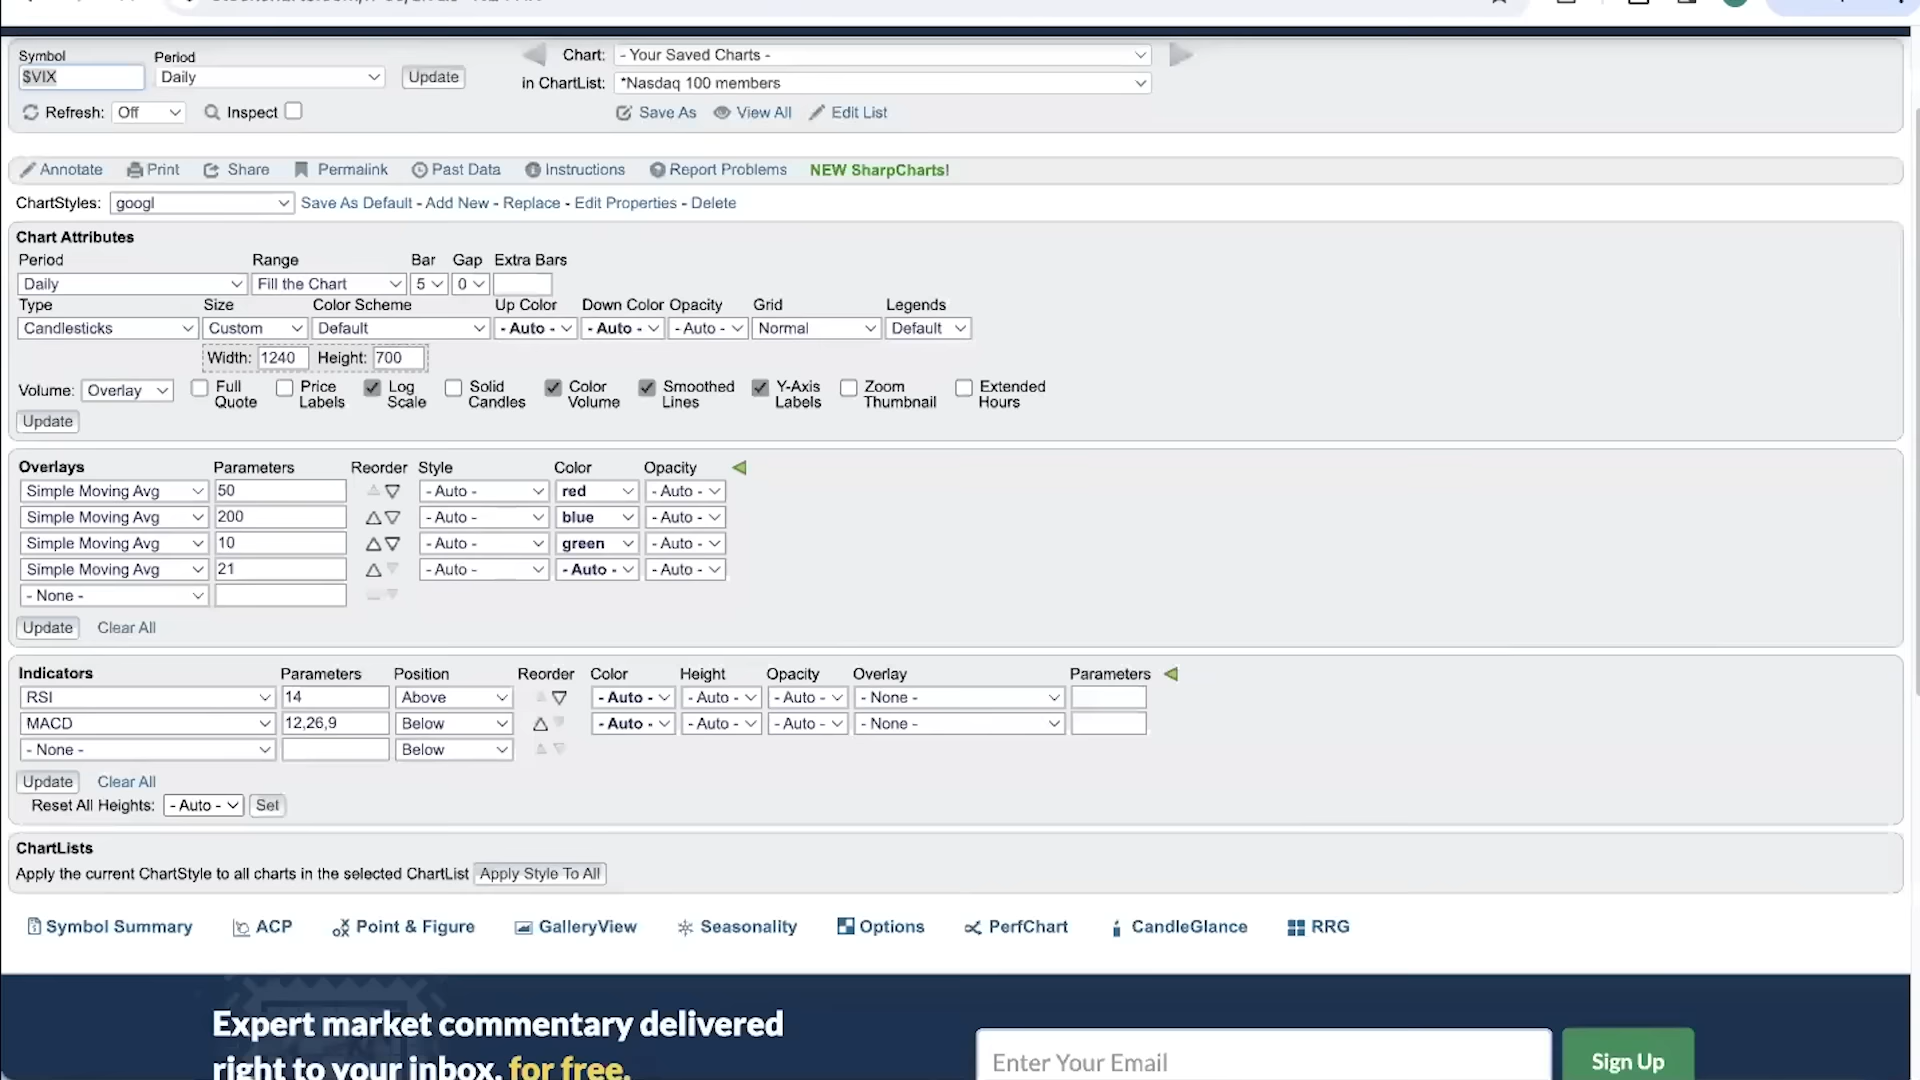 Symbol Period
$VIX Daily Update
Chart: - Your Saved Charts -
in ChartList: *Nasdaq 100 members
Refresh: Off Inspect
Save As View All Edit List
Annotate Print Share Permalink Past Data Instructions Report Problems NEW SharpCharts!
ChartStyles: googl Save As Default - Add New - Replace - Edit Properties - Delete
Chart Attributes
Period Range Bar Gap Extra Bars
Daily Fill the Chart 5 0
Type Size Color Scheme Up Color Down Color Opacity Grid Legends
Candlesticks Custom Default - Auto - - Auto - - Auto - Normal Default
Width: 1240 Height: 700
Volume: Overlay Full Quote Price Labels Log Scale Solid Candles Color Volume Smoothed Lines Y-Axis Labels Zoom Thumbnail Extended Hours
Update
Overlays Parameters Reorder Style Color Opacity
Simple Moving Avg 50 - Auto - red - Auto -
Simple Moving Avg 200 - Auto - blue - Auto -
Simple Moving Avg 10 - Auto - green - Auto -
Simple Moving Avg 21 - Auto - - Auto - - Auto -
- None -
Update Clear All
Indicators Parameters Position Reorder Color Height Opacity Overlay Parameters
RSI 14 Above - Auto - - Auto - - Auto - - None -
MACD 12,26,9 Below - Auto - - Auto - - Auto - - None -
- None - Below
Update Clear All
Reset All Heights: - Auto - Set
ChartLists
Apply the current ChartStyle to all charts in the selected ChartList Apply Style To All
Symbol Summary ACP Point & Figure GalleryView Seasonality Options PerfChart CandleGlance RRG
Expert market commentary delivered
right to your inbox, for free.
Enter Your Email Sign Up